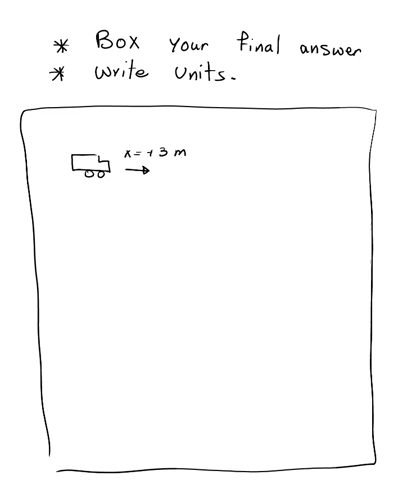 * Box your final answer
* write units.
x = + 3 m